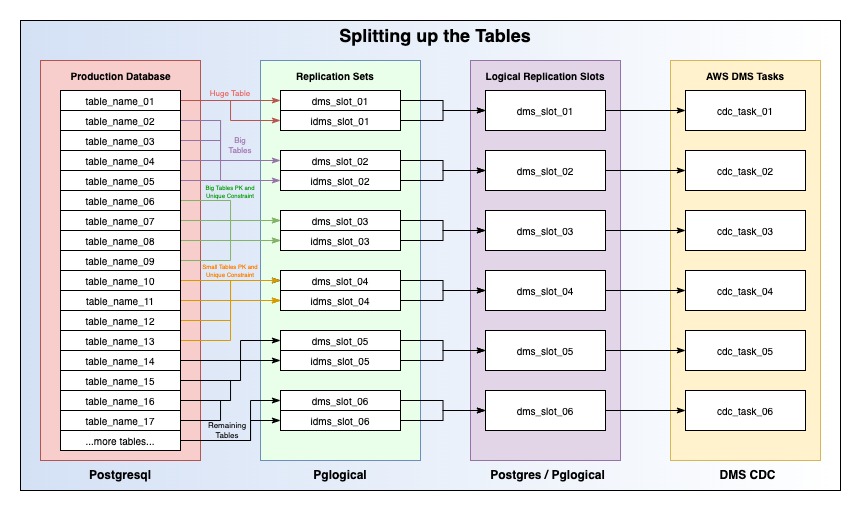 Splitting up the Tables
Production Database
table_name_01
table_name_02
table_name_03
table_name_04
table_name_05
table_name_06
table_name_07
table_name_08
table_name_09
table_name_10
table_name_11
table_name_12
table_name_13
table_name_14
table_name_15
table_name_16
table_name_17
...more tables...
Postgresql
Huge Table
Big
Tables
Big Tables PK and
Unique Constraint
Small Tables PK and
Unique Constraint
Remaining
Tables
Replication Sets
dms_slot_01
idms_slot_01
dms_slot_02
idms_slot_02
dms_slot_03
idms_slot_03
dms_slot_04
idms_slot_04
dms_slot_05
idms_slot_05
dms_slot_06
idms_slot_06
Pglogical
Logical Replication Slots
dms_slot_01
dms_slot_02
dms_slot_03
dms_slot_04
dms_slot_05
dms_slot_06
Postgres / Pglogical
AWS DMS Tasks
cdc_task_01
cdc_task_02
cdc_task_03
cdc_task_04
cdc_task_05
cdc_task_06
DMS CDC